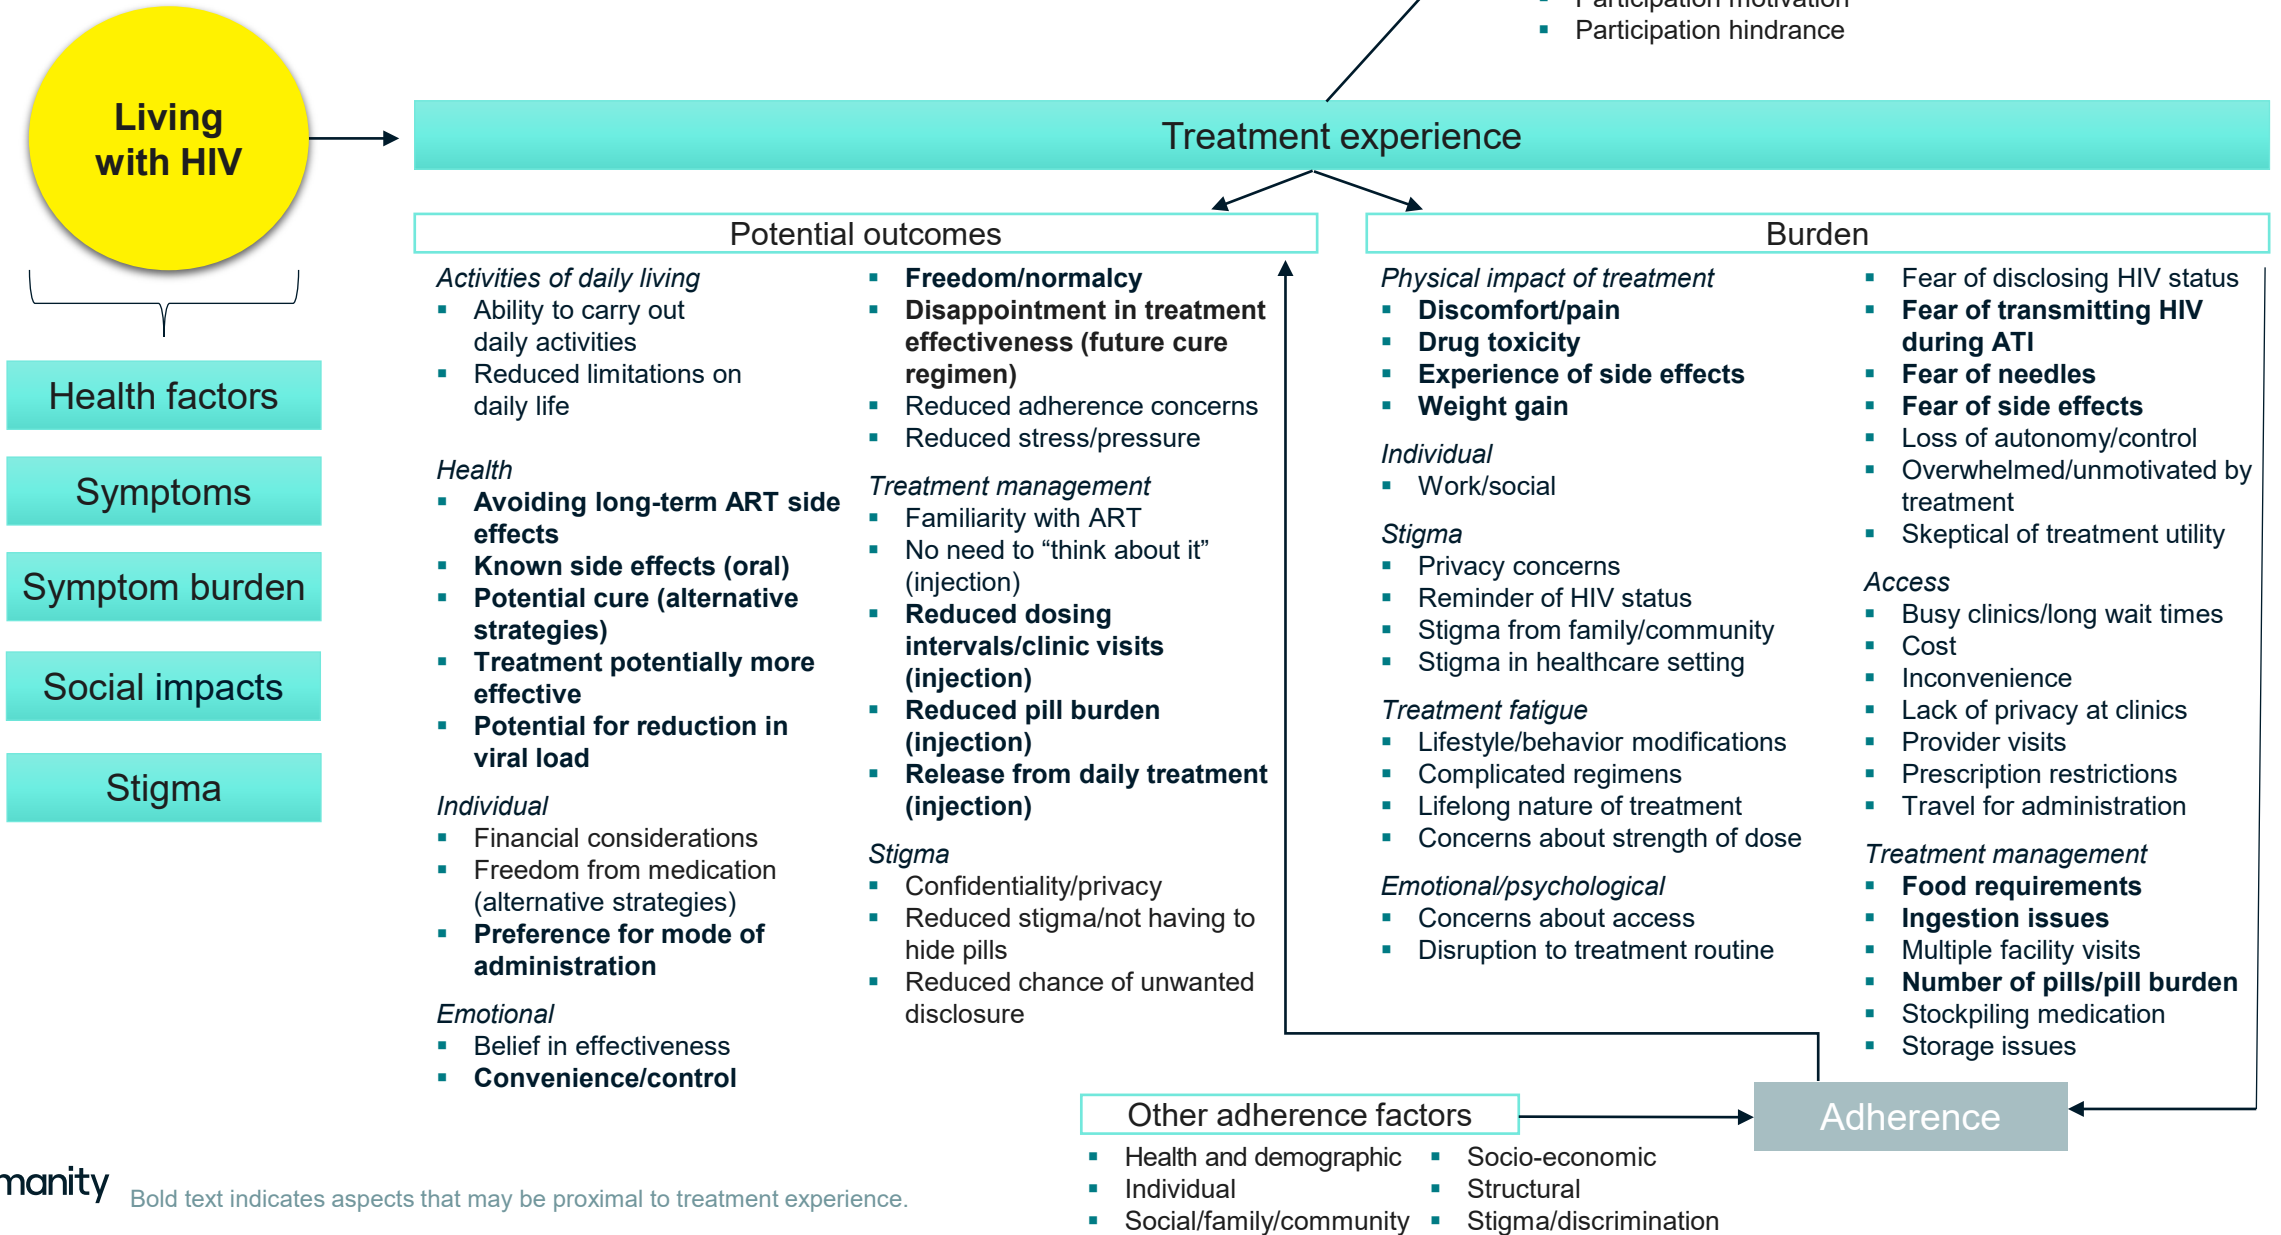 Participation motivation
Participation hindrance
Living
with HIV
Treatment experience
Health factors
Symptoms
Symptom burden
Social impacts
Stigma
Potential outcomes
Activities of daily living
Ability to carry out
daily activities
Reduced limitations on
daily life
Health
Avoiding long-term ART side
effects
Known side effects (oral)
Potential cure (alternative
strategies)
Treatment potentially more
effective
Potential for reduction in
viral load
Individual
Financial considerations
Freedom from medication
(alternative strategies)
Preference for mode of
administration
Emotional
Belief in effectiveness
Convenience/control
Freedom/normalcy
Disappointment in treatment
effectiveness (future cure
regimen)
Reduced adherence concerns
Reduced stress/pressure
Treatment management
Familiarity with ART
No need to “think about it”
(injection)
Reduced dosing
intervals/clinic visits
(injection)
Reduced pill burden
(injection)
Release from daily treatment
(injection)
Stigma
Confidentiality/privacy
Reduced stigma/not having to
hide pills
Reduced chance of unwanted
disclosure
Burden
Physical impact of treatment
Discomfort/pain
Drug toxicity
Experience of side effects
Weight gain
Individual
Work/social
Stigma
Privacy concerns
Reminder of HIV status
Stigma from family/community
Stigma in healthcare setting
Treatment fatigue
Lifestyle/behavior modifications
Complicated regimens
Lifelong nature of treatment
Concerns about strength of dose
Emotional/psychological
Concerns about access
Disruption to treatment routine
Fear of disclosing HIV status
Fear of transmitting HIV
during ATI
Fear of needles
Fear of side effects
Loss of autonomy/control
Overwhelmed/unmotivated by
treatment
Skeptical of treatment utility
Access
Busy clinics/long wait times
Cost
Inconvenience
Lack of privacy at clinics
Provider visits
Prescription restrictions
Travel for administration
Treatment management
Food requirements
Ingestion issues
Multiple facility visits
Number of pills/pill burden
Stockpiling medication
Storage issues
Other adherence factors
Health and demographic
Individual
Social/family/community
Socio-economic
Structural
Stigma/discrimination
Adherence
manity
Bold text indicates aspects that may be proximal to treatment experience.